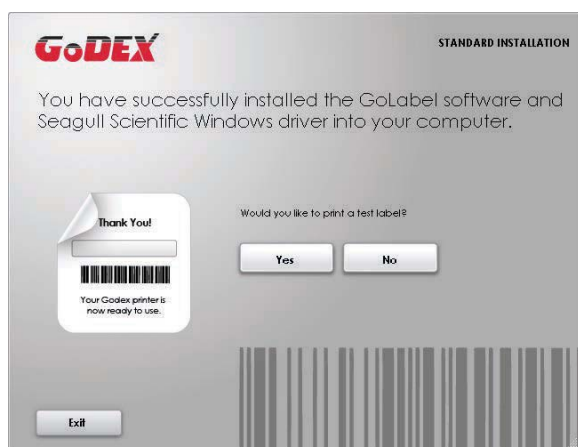 GoDEX
STANDARD INSTALLATION
You have successfully installed the GoLabel software and
Seagull Scientific Windows driver into your computer.
Thank You!
Your Godex printer is
now ready to use.
Would you like to print a test label?
Yes
No
Exit